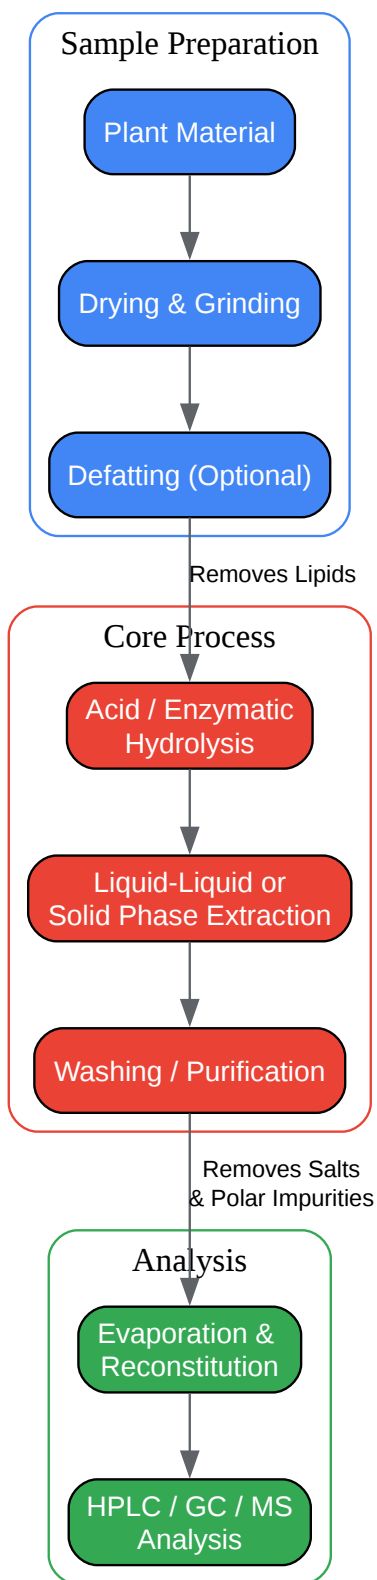 Sample Preparation
Plant Material
Drying & Grinding
Defatting (Optional)
Removes Lipids
Core Process
Acid / Enzymatic
Hydrolysis
Liquid-Liquid or
Solid Phase Extraction
Washing / Purification
Removes Salts
& Polar Impurities
Analysis
Evaporation &
Reconstitution
HPLC / GC / MS
Analysis